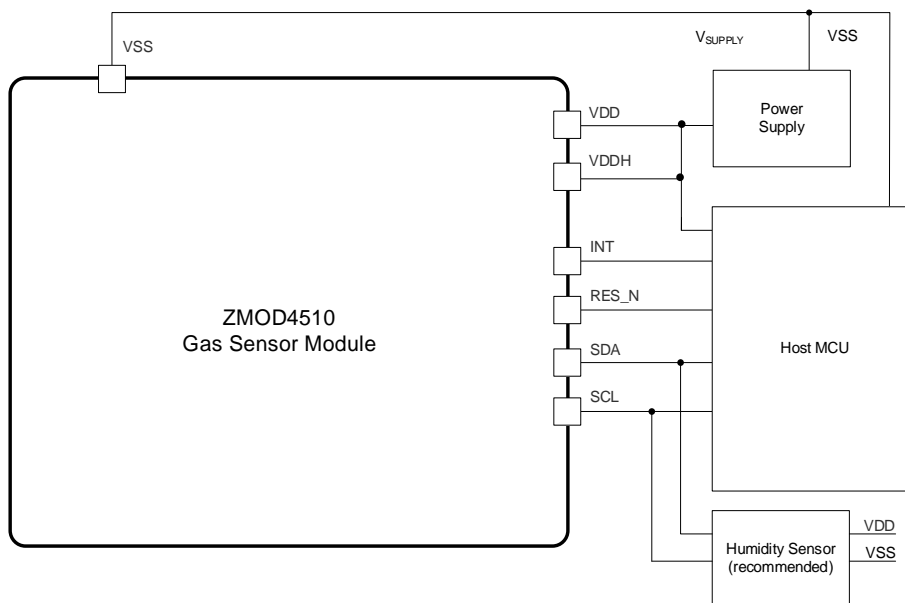 VSS
V_SUPPLY
VSS
Power
Supply
VDD
VDDH
INT
RES_N
SDA
SCL
ZMOD4510
Gas Sensor Module
Host MCU
Humidity Sensor
(recommended)
VDD
VSS